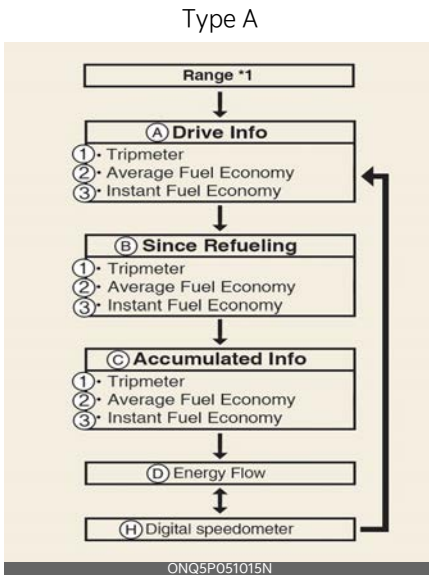 Type A
Range *1
Ⓐ Drive Info
①• Tripmeter
②• Average Fuel Economy
③• Instant Fuel Economy
Ⓑ Since Refueling
①• Tripmeter
②• Average Fuel Economy
③• Instant Fuel Economy
Ⓒ Accumulated Info
①• Tripmeter
②• Average Fuel Economy
③• Instant Fuel Economy
Ⓓ Energy Flow
Ⓗ Digital speedometer
ONQ5P051015N